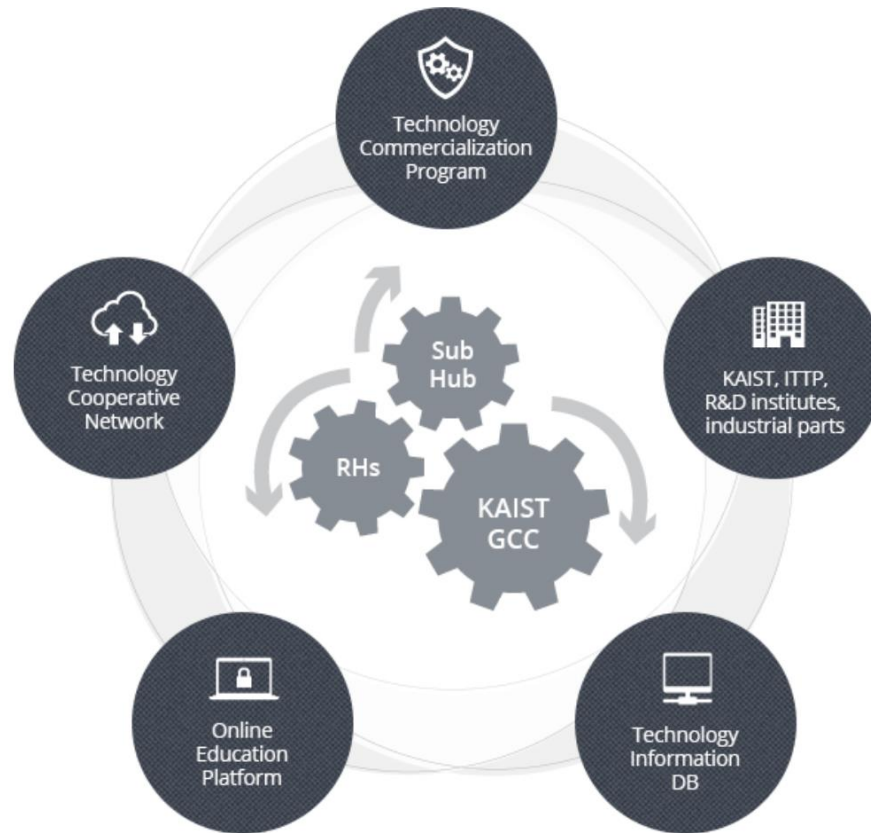 Technology
Commercialization
Program
Technology
Cooperative
Network
KAIST, ITTP,
R&D institutes,
industrial parts
Sub
Hub
RHs
KAIST
GCC
Online
Education
Platform
Technology
Information
DB